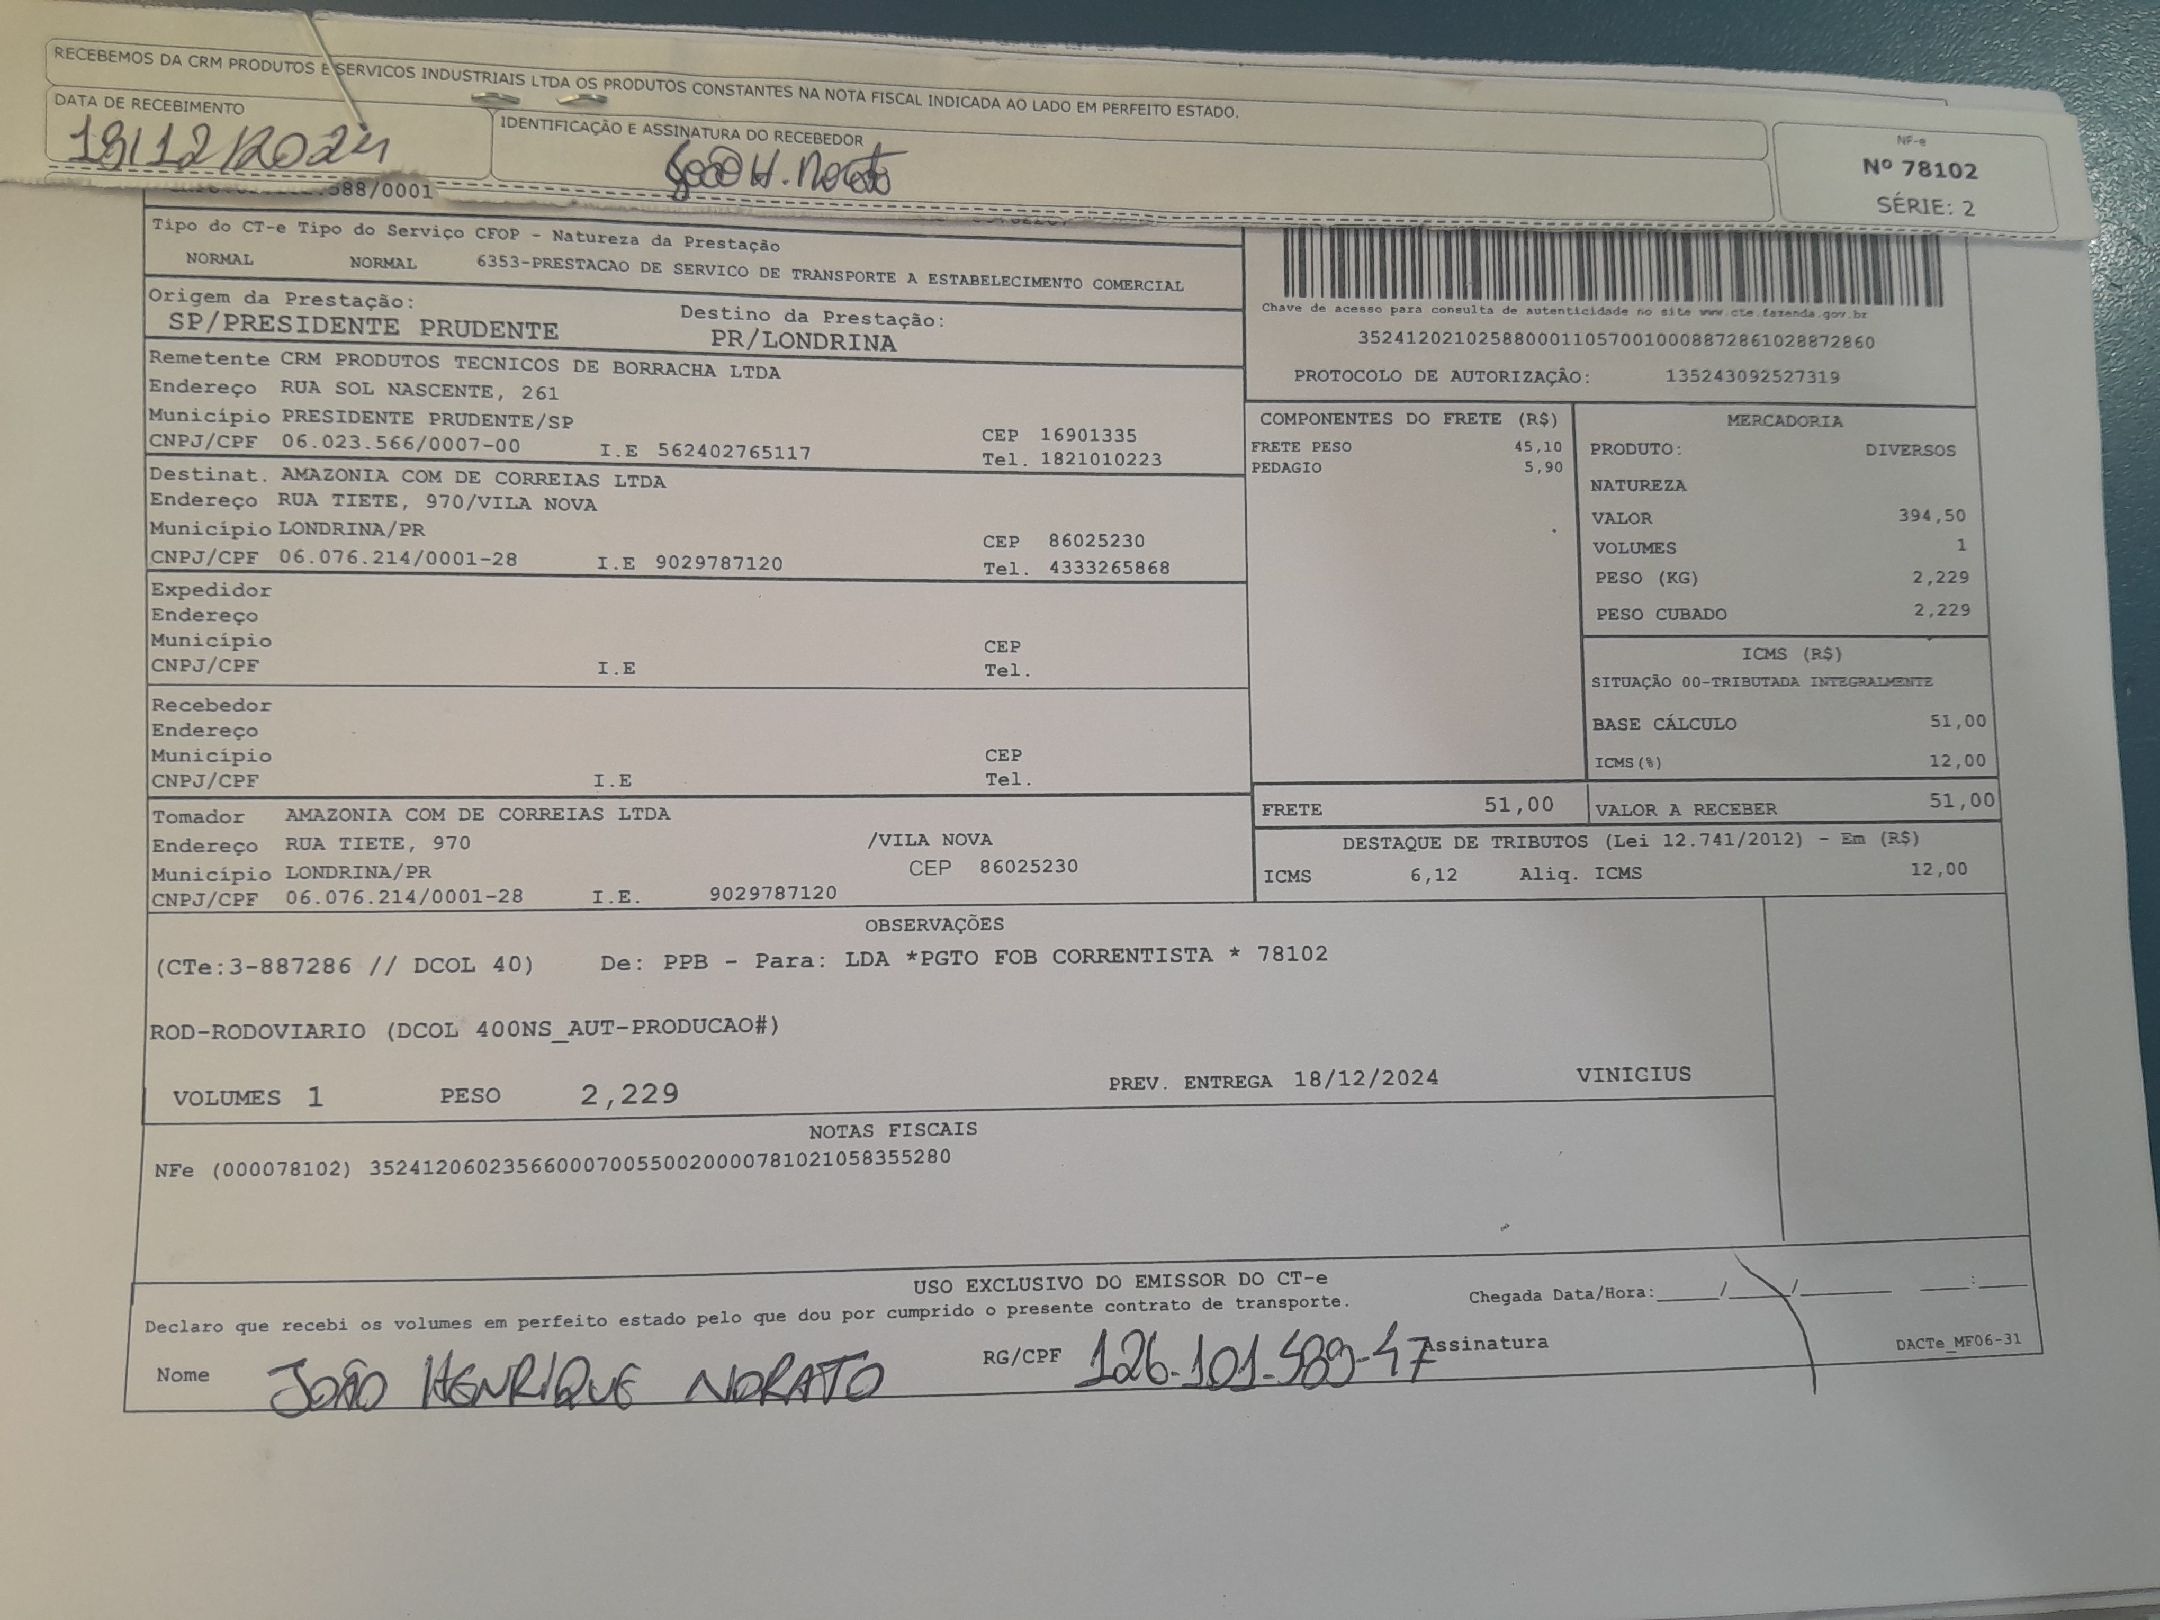 RECEBEMOS DA CRM PRODUTOS E SERVICOS INDUSTRIAIS LTDA OS PRODUTOS CONSTANTES NA NOTA FISCAL INDICADA AO LADO EM PERFEITO ESTADO.
DATA DE RECEBIMENTO
IDENTIFICAÇÃO E ASSINATURA DO RECEBEDOR
/12/2024
João H. Norato
NF-e
Nº 78102
SÉRIE: 2
588/0001
Tipo do CT-e Tipo do Serviço CFOP - Natureza da Prestação
NORMAL NORMAL 6353-PRESTACAO DE SERVICO DE TRANSPORTE A ESTABELECIMENTO COMERCIAL
Origem da Prestação: Destino da Prestação:
SP/PRESIDENTE PRUDENTE PR/LONDRINA
Chave de acesso para consulta de autenticidade no site www.cte.fazenda.gov.br
35241202102588000110570010008872861028872860
PROTOCOLO DE AUTORIZAÇÃO: 135243092527319
Remetente CRM PRODUTOS TECNICOS DE BORRACHA LTDA
Endereço RUA SOL NASCENTE, 261
Município PRESIDENTE PRUDENTE/SP CEP 16901335
CNPJ/CPF 06.023.566/0007-00 I.E 562402765117 Tel. 1821010223
Destinat. AMAZONIA COM DE CORREIAS LTDA
Endereço RUA TIETE, 970/VILA NOVA
Município LONDRINA/PR CEP 86025230
CNPJ/CPF 06.076.214/0001-28 I.E 9029787120 Tel. 4333265868
Expedidor
Endereço
Município CEP
CNPJ/CPF I.E Tel.
Recebedor
Endereço
Município CEP
CNPJ/CPF I.E Tel.
Tomador AMAZONIA COM DE CORREIAS LTDA
Endereço RUA TIETE, 970 /VILA NOVA
Município LONDRINA/PR CEP 86025230
CNPJ/CPF 06.076.214/0001-28 I.E. 9029787120
COMPONENTES DO FRETE (R$)
FRETE PESO 45,10
PEDAGIO 5,90
MERCADORIA
PRODUTO: DIVERSOS
NATUREZA
VALOR 394,50
VOLUMES 1
PESO (KG) 2,229
PESO CUBADO 2,229
ICMS (R$)
SITUAÇÃO 00-TRIBUTADA INTEGRALMENTE
BASE CÁLCULO 51,00
ICMS(%) 12,00
FRETE 51,00 VALOR A RECEBER 51,00
DESTAQUE DE TRIBUTOS (Lei 12.741/2012) - Em (R$)
ICMS 6,12 Aliq. ICMS 12,00
OBSERVAÇÕES
(CTe:3-887286 // DCOL 40) De: PPB - Para: LDA *PGTO FOB CORRENTISTA * 78102
ROD-RODOVIARIO (DCOL 400NS_AUT-PRODUCAO#)
VOLUMES 1 PESO 2,229 PREV. ENTREGA 18/12/2024 VINICIUS
NOTAS FISCAIS
NFe (000078102) 35241206023566000700550020000781021058355280
USO EXCLUSIVO DO EMISSOR DO CT-e
Declaro que recebi os volumes em perfeito estado pelo que dou por cumprido o presente contrato de transporte.
Chegada Data/Hora:_____/_____/________ ____:____
Nome JOÃO HENRIQUE NORATO RG/CPF 126.101.589-47 Assinatura
DACTe_MF06-31